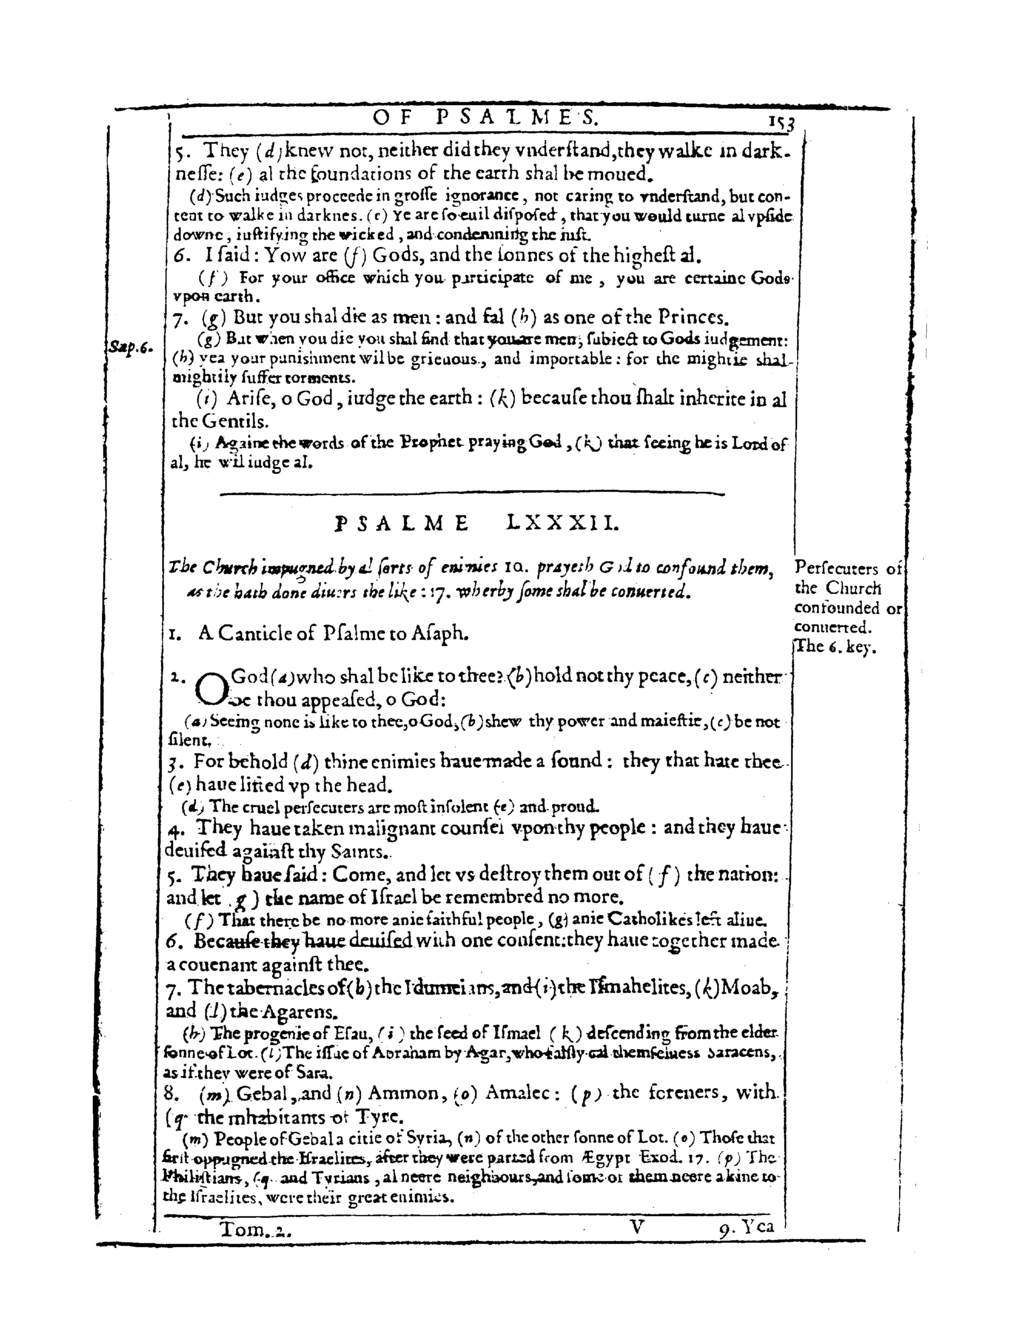 OF PSALMES. 153
5. They (d) knew not, neither did they vnderſtand, they walke in dark-
neſſe: (e) al the foundations of the earth shal be moued.
(d) Such iudges proceede in groſſe ignorance, not caring to vnderſtand, but con-
tent to walke in darknes. (e) Ye are ſo euil diſpoſed, that you would turne al vpſide
downe, iuſtifying the wicked, and condemning the iuſt.
6. I ſaid: Yow are (f) Gods, and the ſonnes of the higheſt al.
(f) For your office which you participate of me, you are certaine Gods
vpon earth.
7. (g) But you shal die as men: and fal (h) as one of the Princes.
Sap. 6.
(g) But when you die you shal find that you are men, ſubiect to Gods iudgement:
(h) yea your punishment wil be grieuous, and importable: for the mightie shal
mightily ſuffer torments.
(i) Ariſe, o God, iudge the earth: (k) becauſe thou ſhalt inherite in al
the Gentils.
(i) Againe the words of the Prophet praying God, (k) that ſeeing he is Lord of
al, he wil iudge al.
PSALME LXXXII.
The Church impugned by al ſorts of enimies 10. prayeth God to confound them,
as he hath done diuers the like: 17. wherby ſome shal be conuerted.
Perſecuters of
the Church
confounded or
conuerted.
The 6. key.
1. A Canticle of Pſalme to Aſaph.
2. O God (a) who shal be like to thee? (b) hold not thy peace, (c) neither
be thou appeaſed, o God:
(a) Seeing none is like to thee, o God, (b) shew thy power and maieſtie, (c) be not
ſilent.
3. For behold (d) thine enimies haue made a ſound: they that hate thee
(e) haue lifted vp the head.
(d) The cruel perſecuters are moſt inſolent (e) and proud.
4. They haue taken malignant counſel vpon thy people: and they haue
deuiſed againſt thy Saints.
5. They haue ſaid: Come, and let vs deſtroy them out of (f) the nation:
and let (g) the name of Iſrael be remembred no more.
(f) That there be no more anie faithful people, (g) anie Catholikes left aliue.
6. Becauſe they haue deuiſed with one conſent: they haue together made
a couenant againſt thee.
7. The tabernacles of (h) the Idumeians, and (i) the Iſmahelites, (k) Moab,
and (l) the Agarens.
(h) The progenie of Eſau, (i) the ſeed of Iſmael (k) deſcending from the elder
ſonne of Lot. (l) The iſſue of Abraham by Agar, who falſly cal themſelues Saracens,
as if they were of Sara.
8. (m) Gebal, and (n) Ammon, (o) Amalec: (p) the foreners, with
(q) the inhabitants of Tyre.
(m) People of Gebal a citie of Syria, (n) of the other ſonne of Lot. (o) Thoſe that
firſt oppugned the Iſraelites, after they were parted from Ægypt Exod. 17. (p) The
Philiſtians, (q) and Tyrians, al neere neighbours, and ſome of them neere akine to
the Iſraelites, were their great enimies.
Tom. 2. V 9. Yea